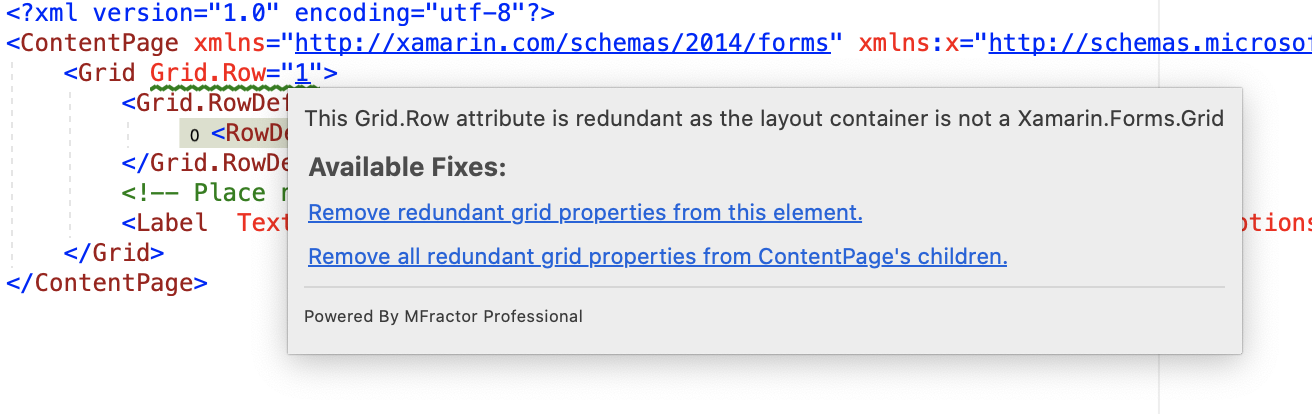 <?xml version="1.0" encoding="utf-8"?>
<ContentPage xmlns="http://xamarin.com/schemas/2014/forms" xmlns:x="http://schemas.microsof
<Grid Grid.Row="1">
<Grid.RowDef
0 <RowDe
</Grid.RowDe
<!-- Place
<Label Text
otions
</Grid>
</ContentPage>
This Grid.Row attribute is redundant as the layout container is not a Xamarin.Forms.Grid
Available Fixes:
Remove redundant grid properties from this element.
Remove all redundant grid properties from ContentPage's children.
Powered By MFractor Professional